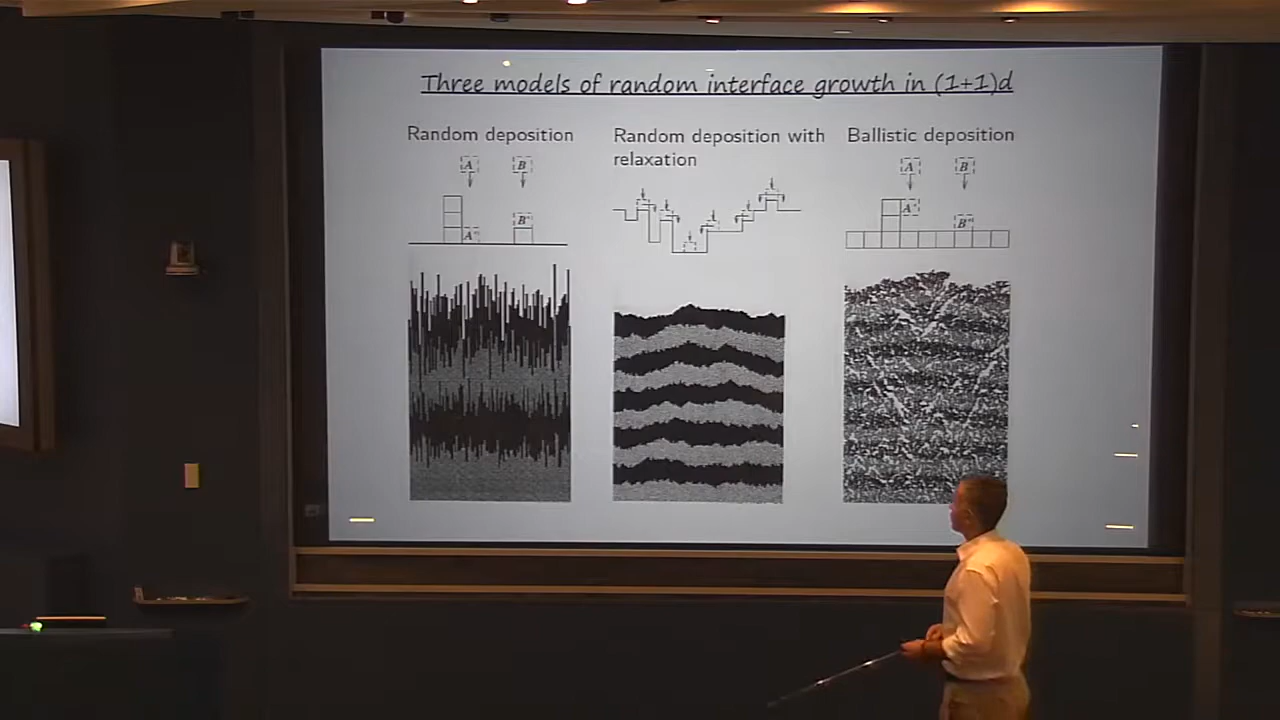 Three models of random interface growth in (1+1)d
Random deposition
Random deposition with
relaxation
Ballistic deposition
A
B
A
B
A'
B'
A'
B'